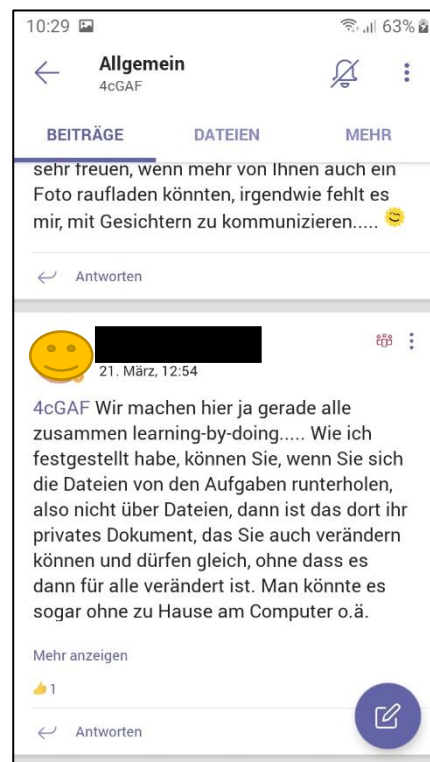 10:29 63%
Allgemein
4cGAF
BEITRÄGE DATEIEN MEHR
sehr freuen, wenn mehr von Ihnen auch ein
Foto raufladen könnten, irgendwie fehlt es
mir, mit Gesichtern zu kommunizieren.....
Antworten
21. März, 12:54
4cGAF Wir machen hier ja gerade alle
zusammen learning-by-doing..... Wie ich
festgestellt habe, können Sie, wenn Sie sich
die Dateien von den Aufgaben runterholen,
also nicht über Dateien, dann ist das dort ihr
privates Dokument, das Sie auch verändern
können und dürfen gleich, ohne dass es
dann für alle verändert ist. Man könnte es
sogar ohne zu Hause am Computer o.ä.
Mehr anzeigen
1
Antworten